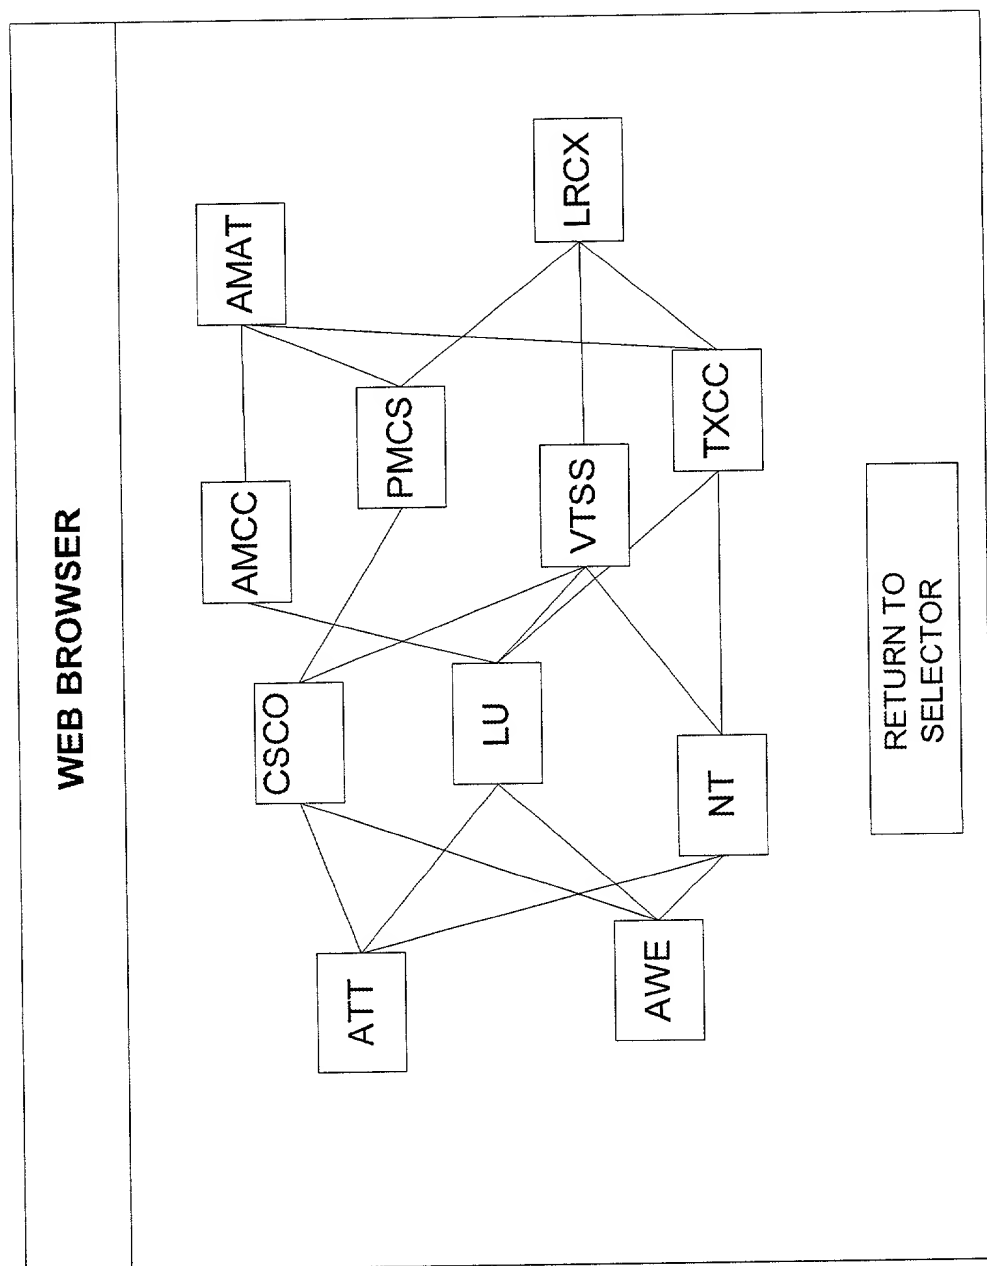 WEB BROWSER
ATT
AWE
CSCO
LU
NT
AMCC
PMCS
VTSS
TXCC
AMAT
LRCX
RETURN TO
SELECTOR